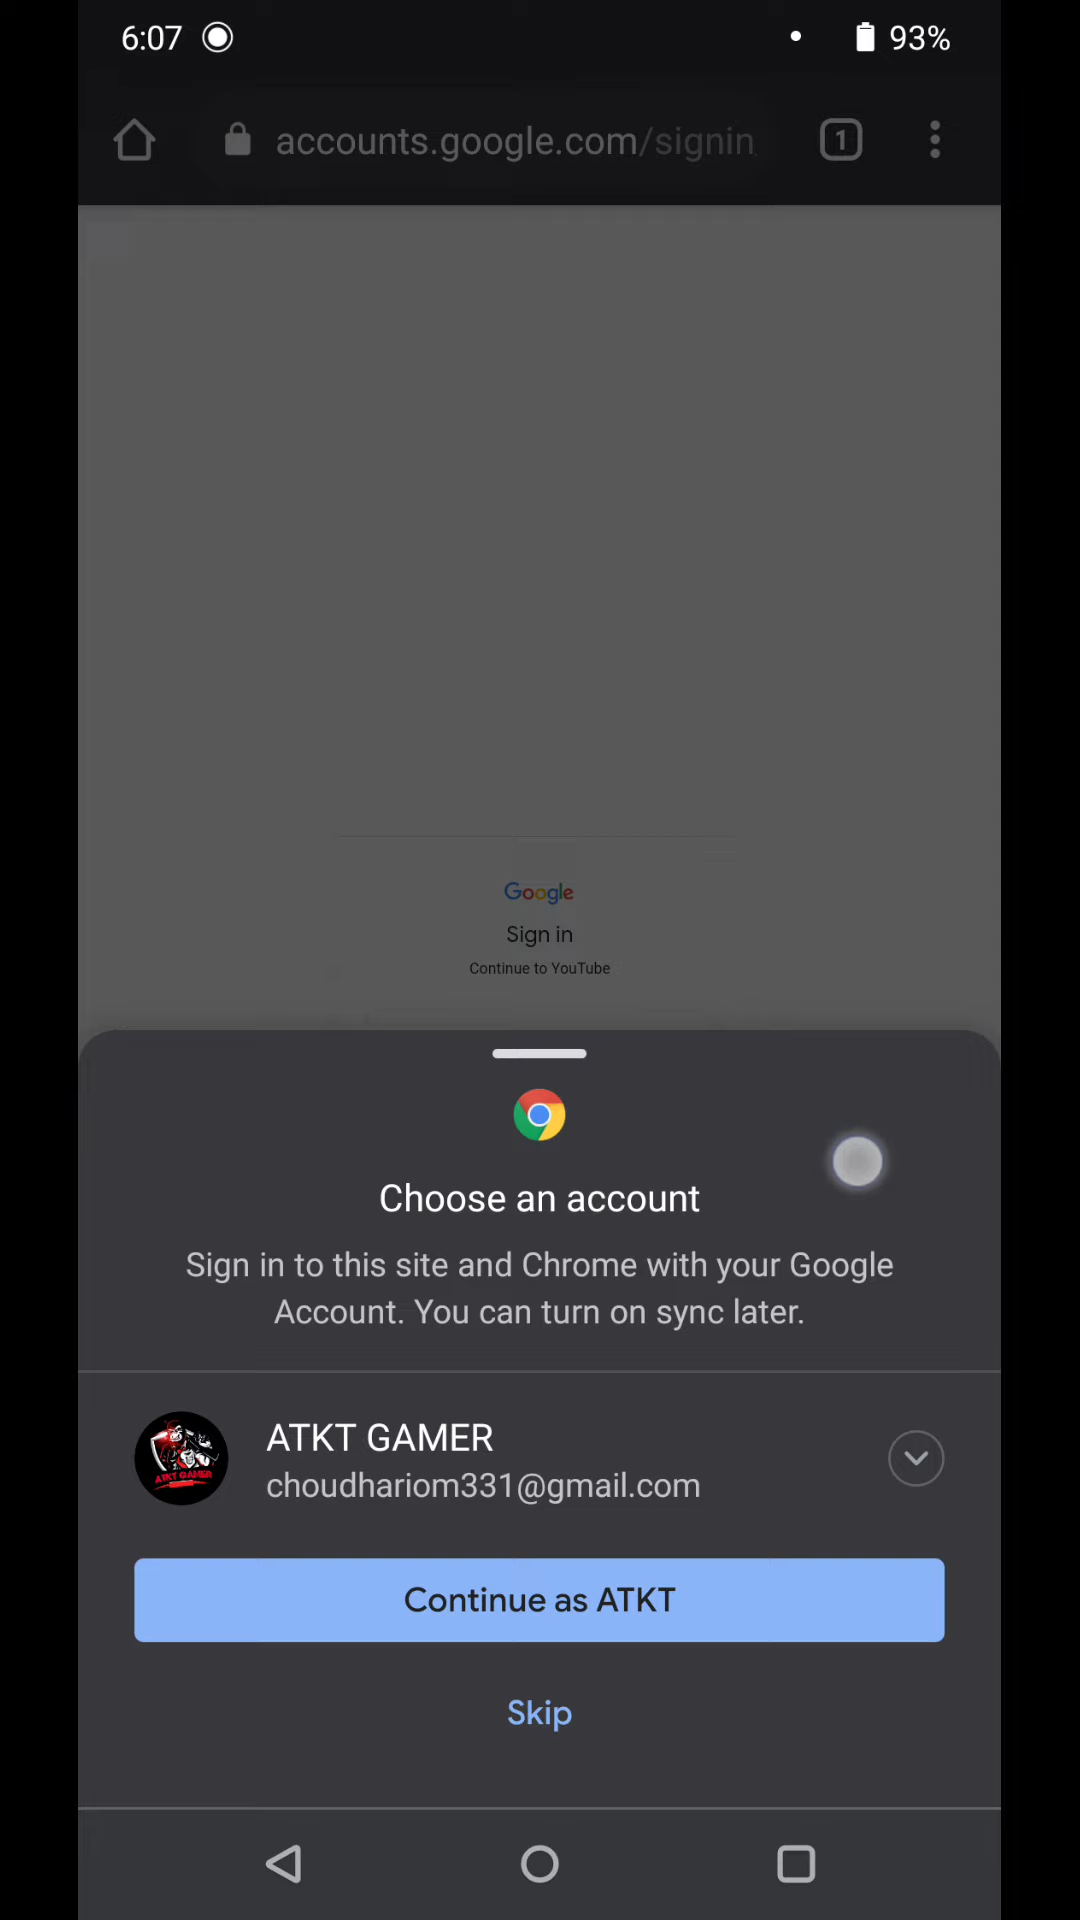 6:07
93%
accounts.google.com/signin
1
Google
Sign in
Continue to YouTube
Choose an account
Sign in to this site and Chrome with your Google
Account. You can turn on sync later.
ATKT GAMER
ATKT GAMER
choudhariom331@gmail.com
Continue as ATKT
Skip